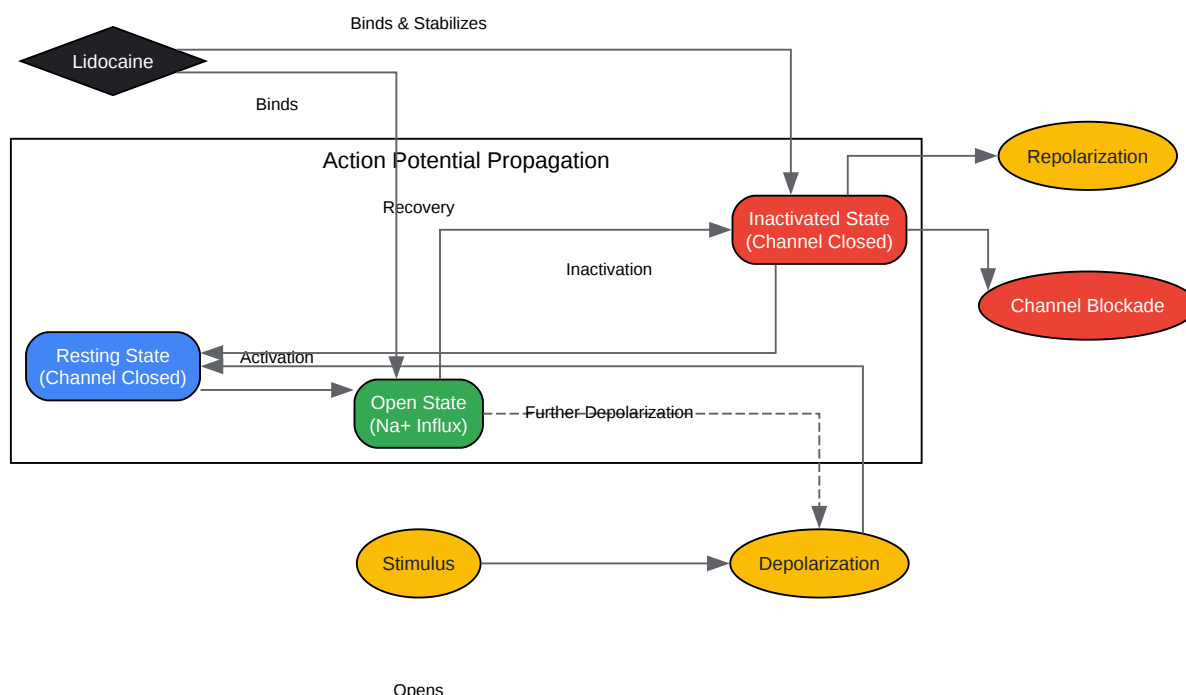 Binds & Stabilizes
Lidocaine
Binds
Action Potential Propagation
Repolarization
Recovery
Inactivated State
(Channel Closed)
Inactivation
Channel Blockade
Resting State
(Channel Closed)
Activation
Open State
(Na+ Influx)
Further Depolarization
Stimulus
Depolarization
Opens